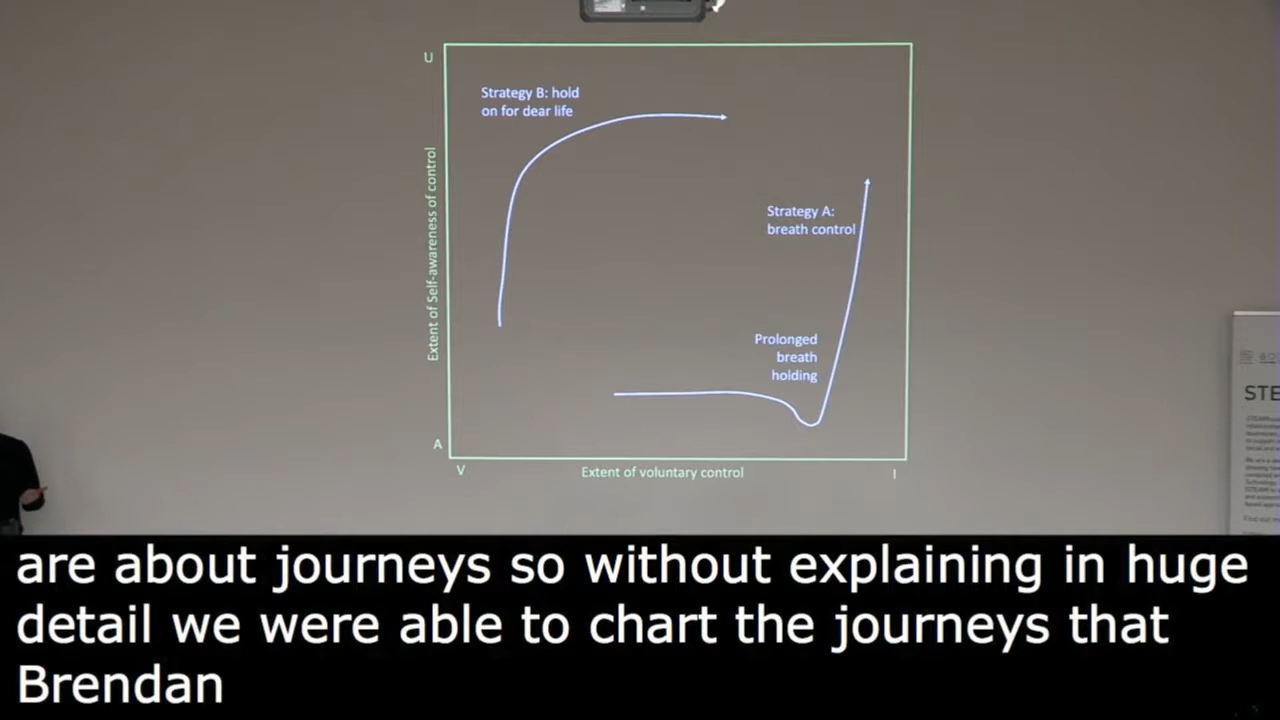 U
Strategy B: hold
on for dear life
Extent of Self-awareness of control
Strategy A:
breath control
Prolonged
breath
holding
A
V
Extent of voluntary control
I
STE
are about journeys so without explaining in huge
detail we were able to chart the journeys that
Brendan